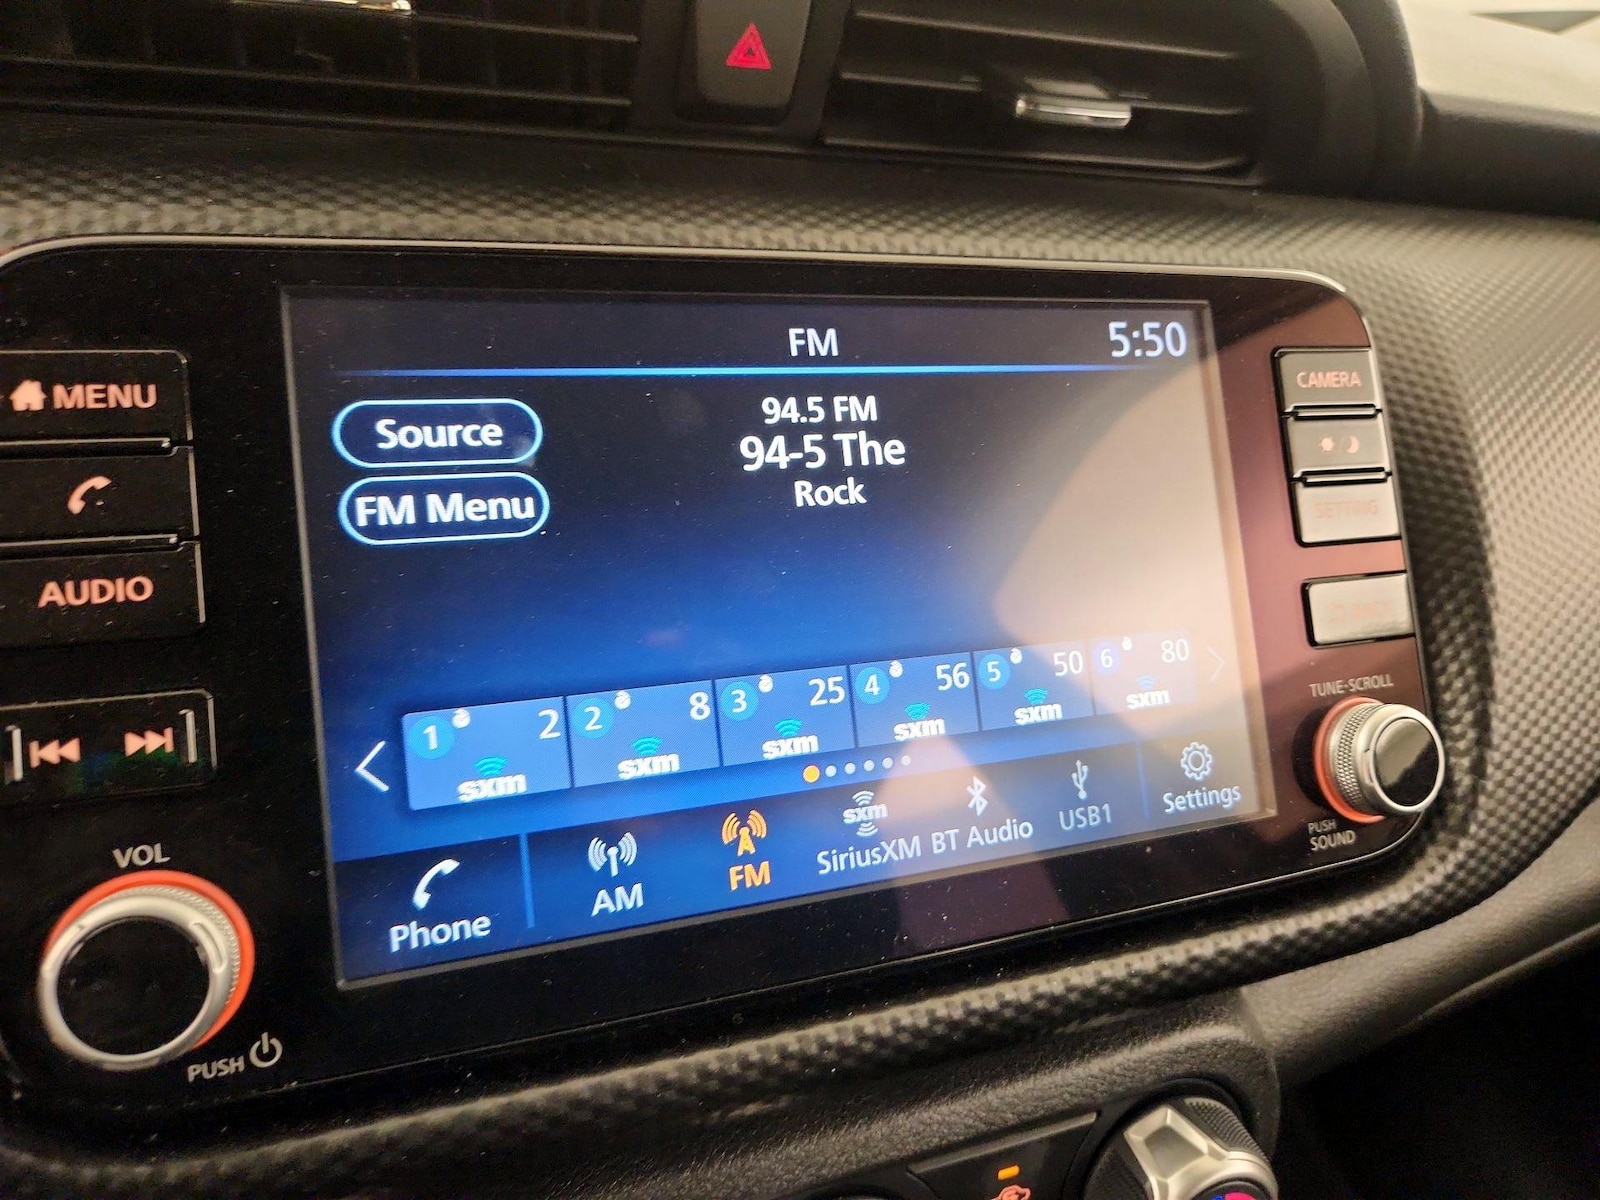 FM
5:50
94.5 FM
94-5 The
Rock
Source
FM Menu
MENU
AUDIO
VOL
PUSH
CAMERA
SETTING
TUNE·SCROLL
PUSH
SOUND
1 2 sxm
2 8 sxm
3 25 sxm
4 56 sxm
5 50 sxm
6 80 sxm
Phone
AM
FM
sxm
SiriusXM
BT Audio
USB1
Settings